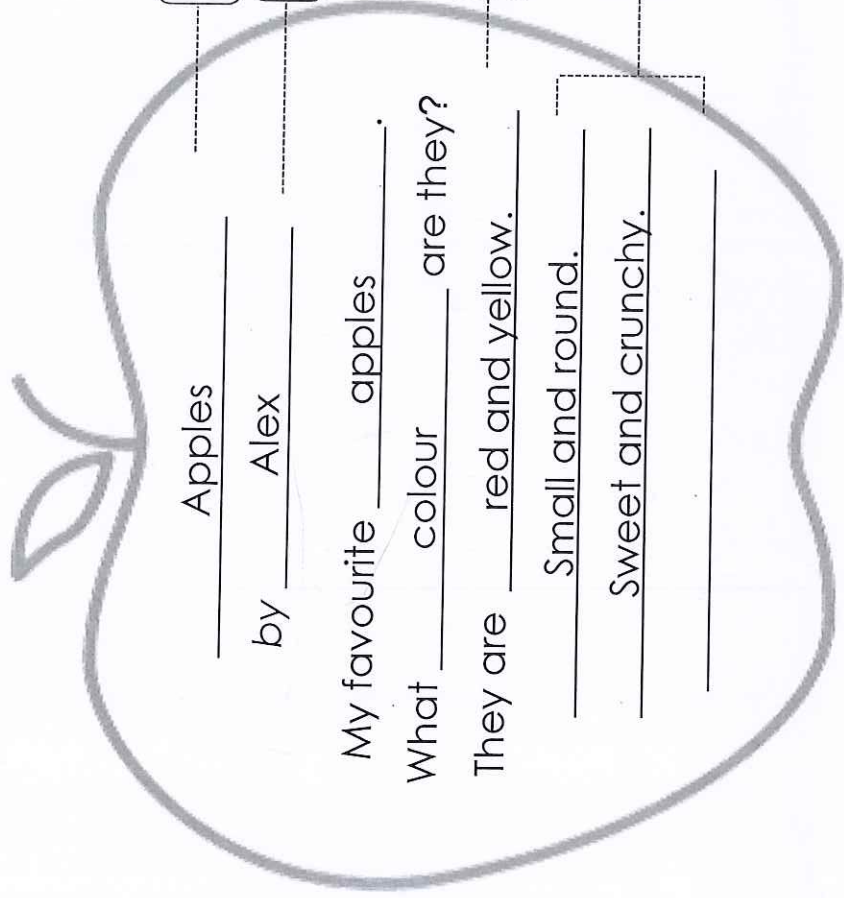 Apples
by Alex
My favourite apples.
What colour are they?
They are red and yellow.
Small and round.
Sweet and crunchy.